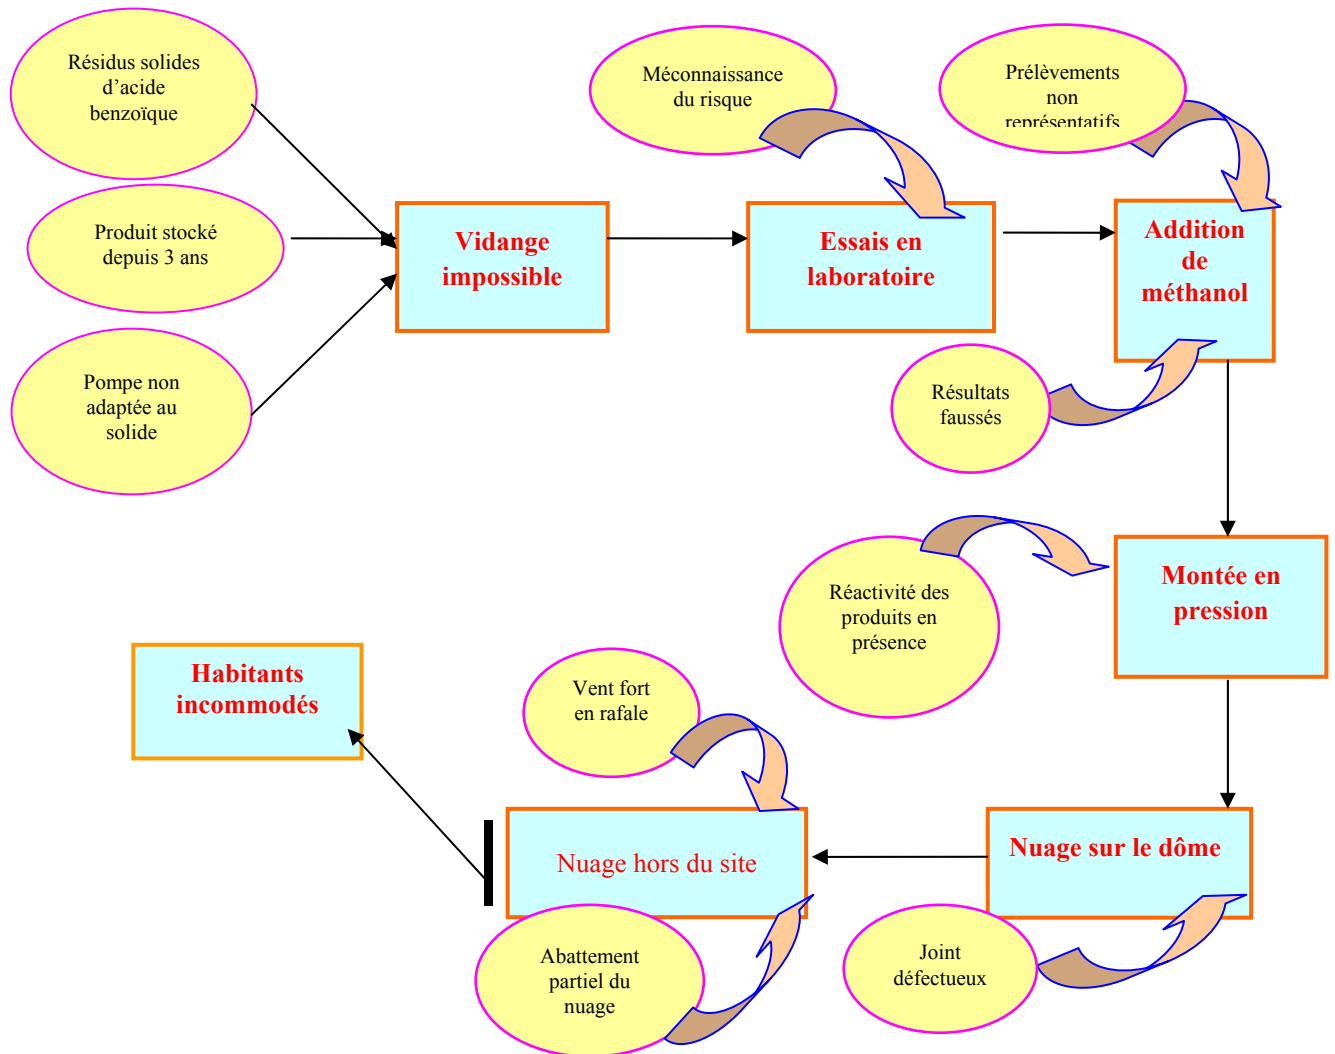 Résidus solides
d’acide
benzoïque
Méconnaissance
du risque
Prélèvements
non
représentatifs
Produit stocké
depuis 3 ans
Vidange
impossible
Essais en
laboratoire
Addition
de
méthanol
Pompe non
adaptée au
solide
Résultats
faussés
Réactivité des
produits en
présence
Montée en
pression
Habitants
incommodés
Vent fort
en rafale
Nuage hors du site
Nuage sur le dôme
Abattement
partiel du
nuage
Joint
défectueux